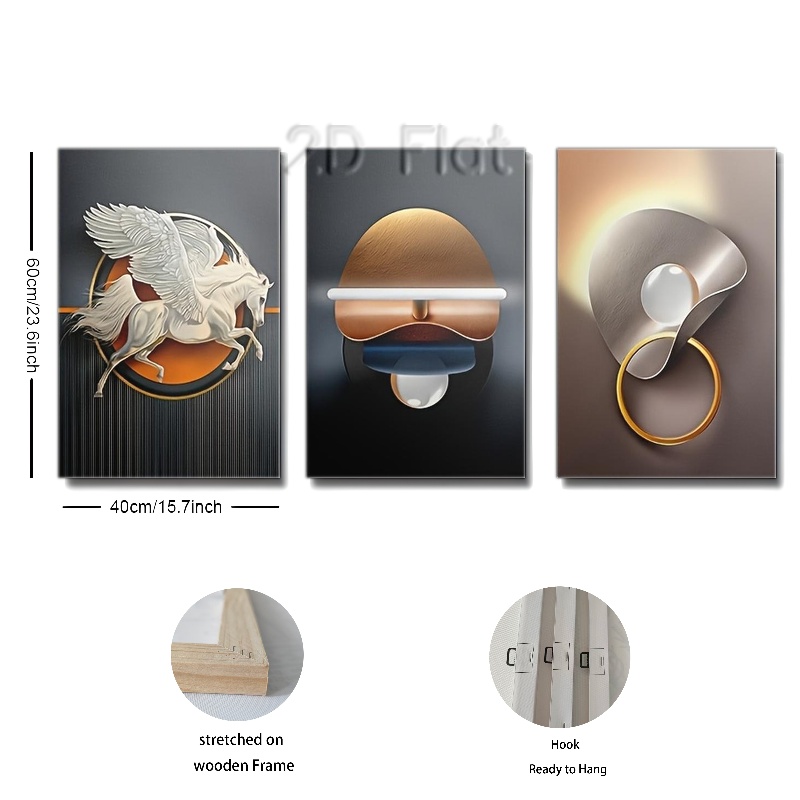 2D Flat
60cm/23.6inch
40cm/15.7inch
stretched on
wooden Frame
Hook
Ready to Hang